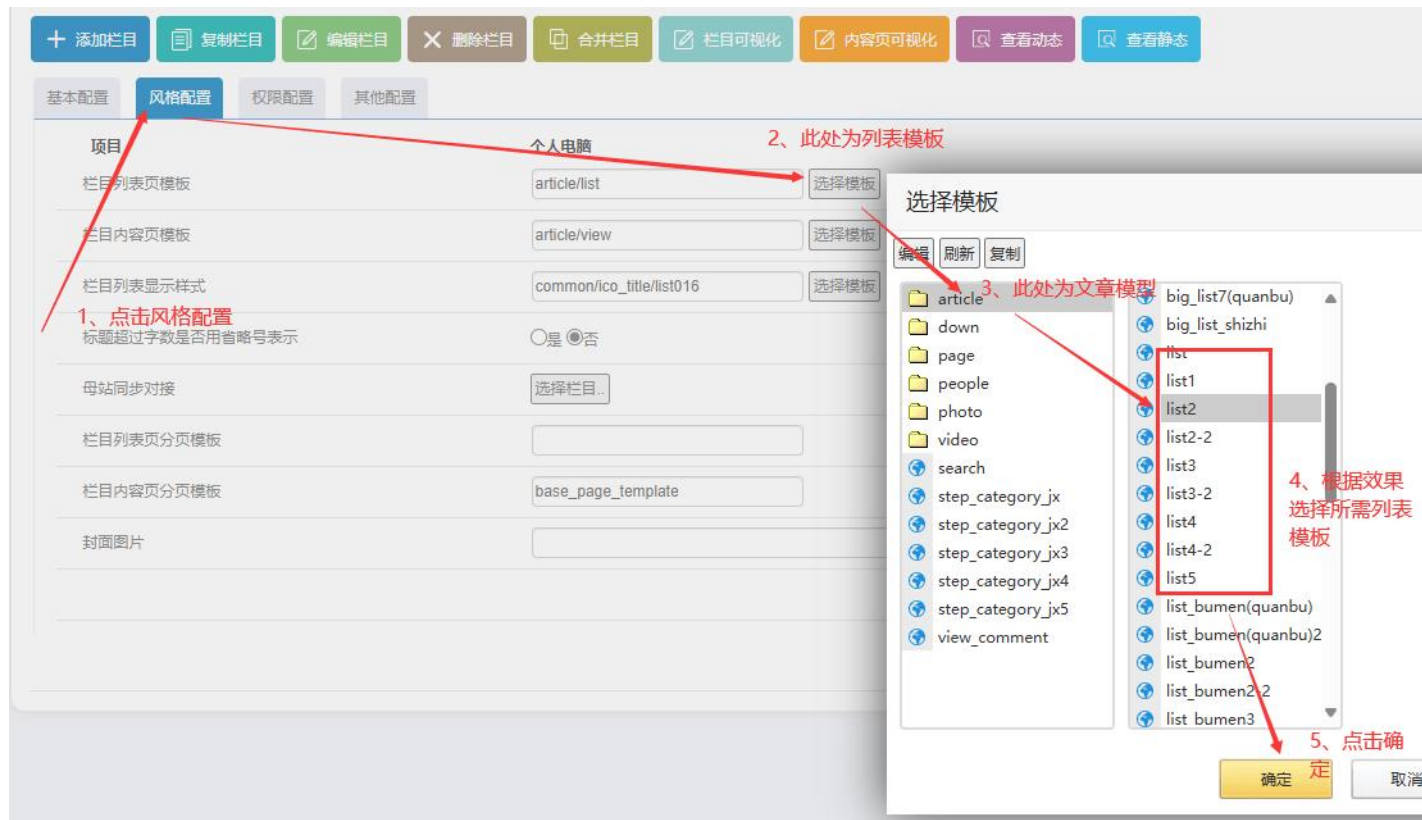 添加栏目 复制栏目 编辑栏目 删除栏目 合并栏目 栏目可视化 内容页可视化 查看动态 查看静态
基本配置 风格配置 权限配置 其他配置
项目 个人电脑
2、此处为列表模板
栏目列表页模板 article/list 选择模板
栏目内容页模板 article/view 选择模板
栏目列表显示样式 common/ico_title/list016 选择模板
1、点击风格配置
标题超过字数是否用省略号表示 是 否
母站同步对接 选择栏目..
栏目列表页分页模板
栏目内容页分页模板 base_page_template
封面图片
选择模板
编辑 刷新 复制
3、此处为文章模型
article
down
page
people
photo
video
search
step_category_jx
step_category_jx2
step_category_jx3
step_category_jx4
step_category_jx5
view_comment
big_list7(quanbu)
big_list_shizhi
list
list1
list2
list2-2
list3
list3-2
list4
list4-2
list5
list_bumen(quanbu)
list_bumen(quanbu)2
list_bumen2
list_bumen2-2
list_bumen3
4、根据效果
选择所需列表
模板
5、点击确
定
确定 取消